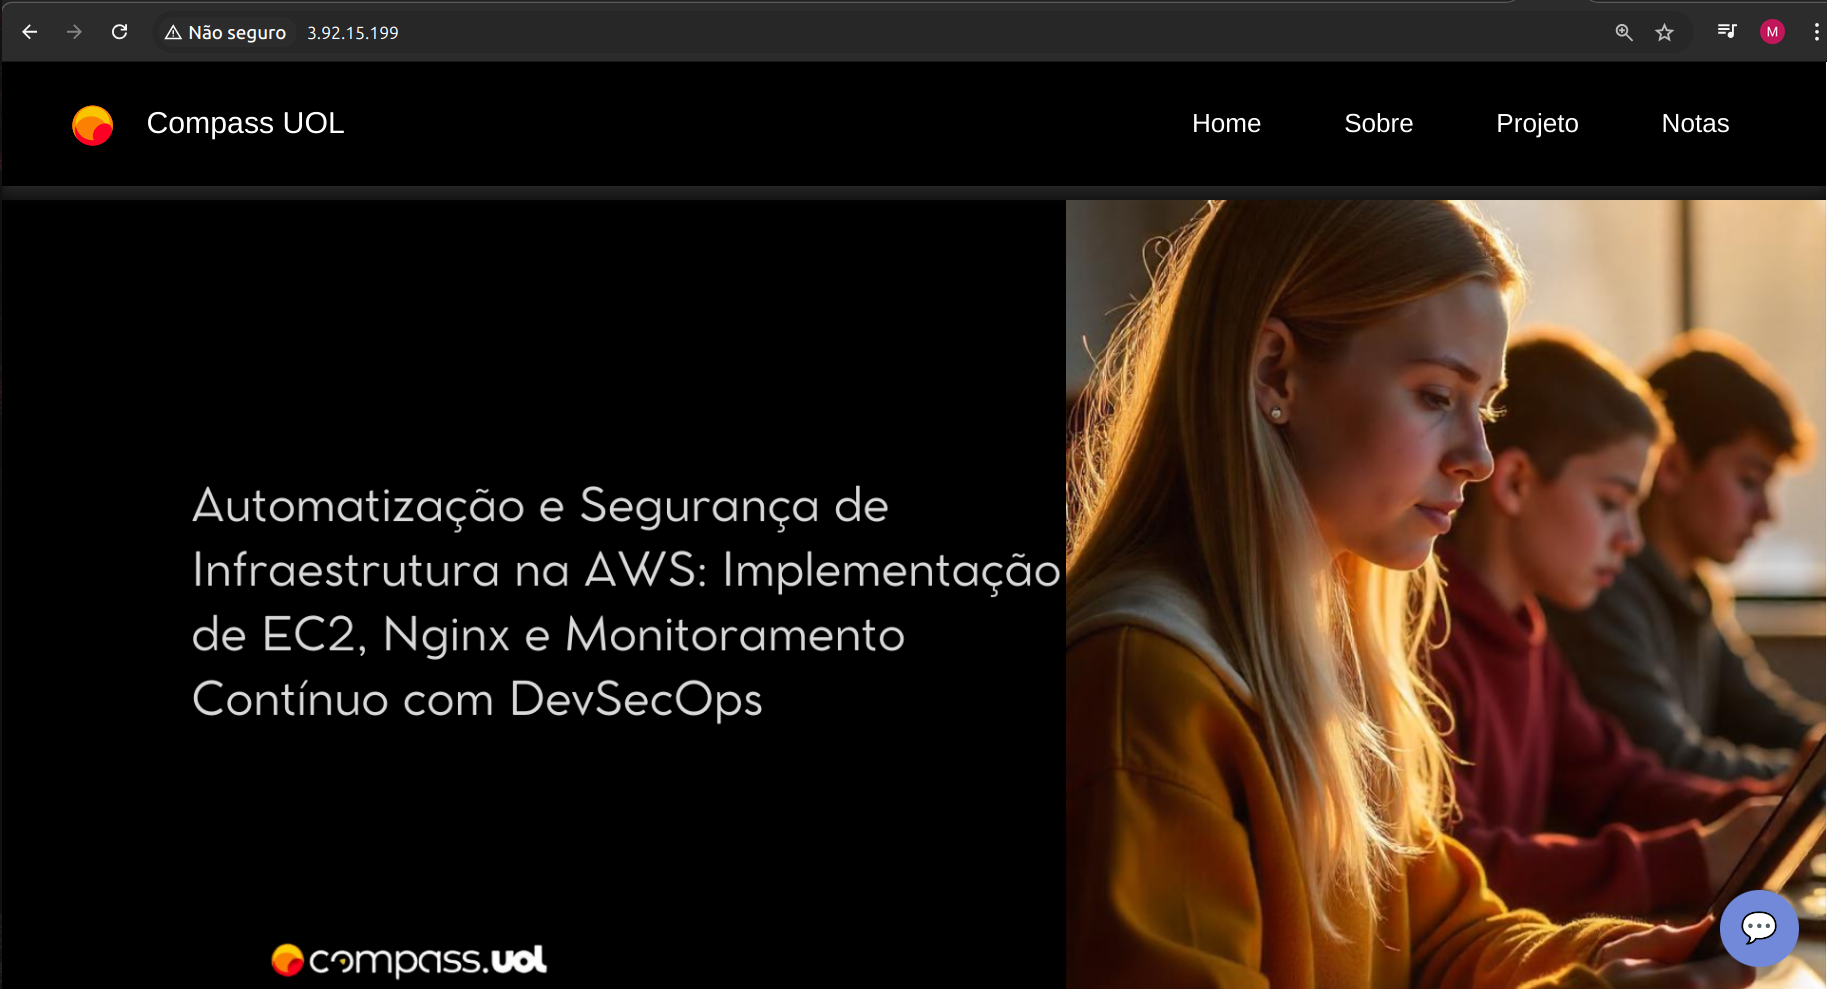 Não seguro 3.92.15.199
M
Compass UOL Home Sobre Projeto Notas
Automatização e Segurança de
Infraestrutura na AWS: Implementação
de EC2, Nginx e Monitoramento
Contínuo com DevSecOps
compass.uol